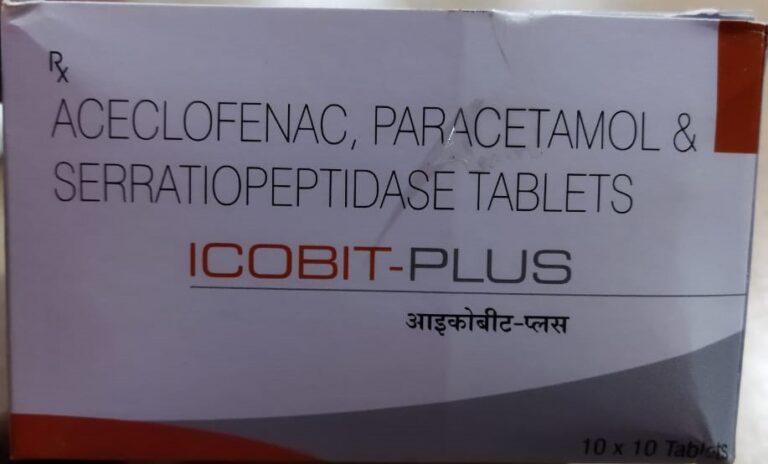 Rx
ACECLOFENAC, PARACETAMOL &
SERRATIOPEPTIDASE TABLETS
ICOBIT-PLUS
आइकोबीट-प्लस
10 x 10 Tablets